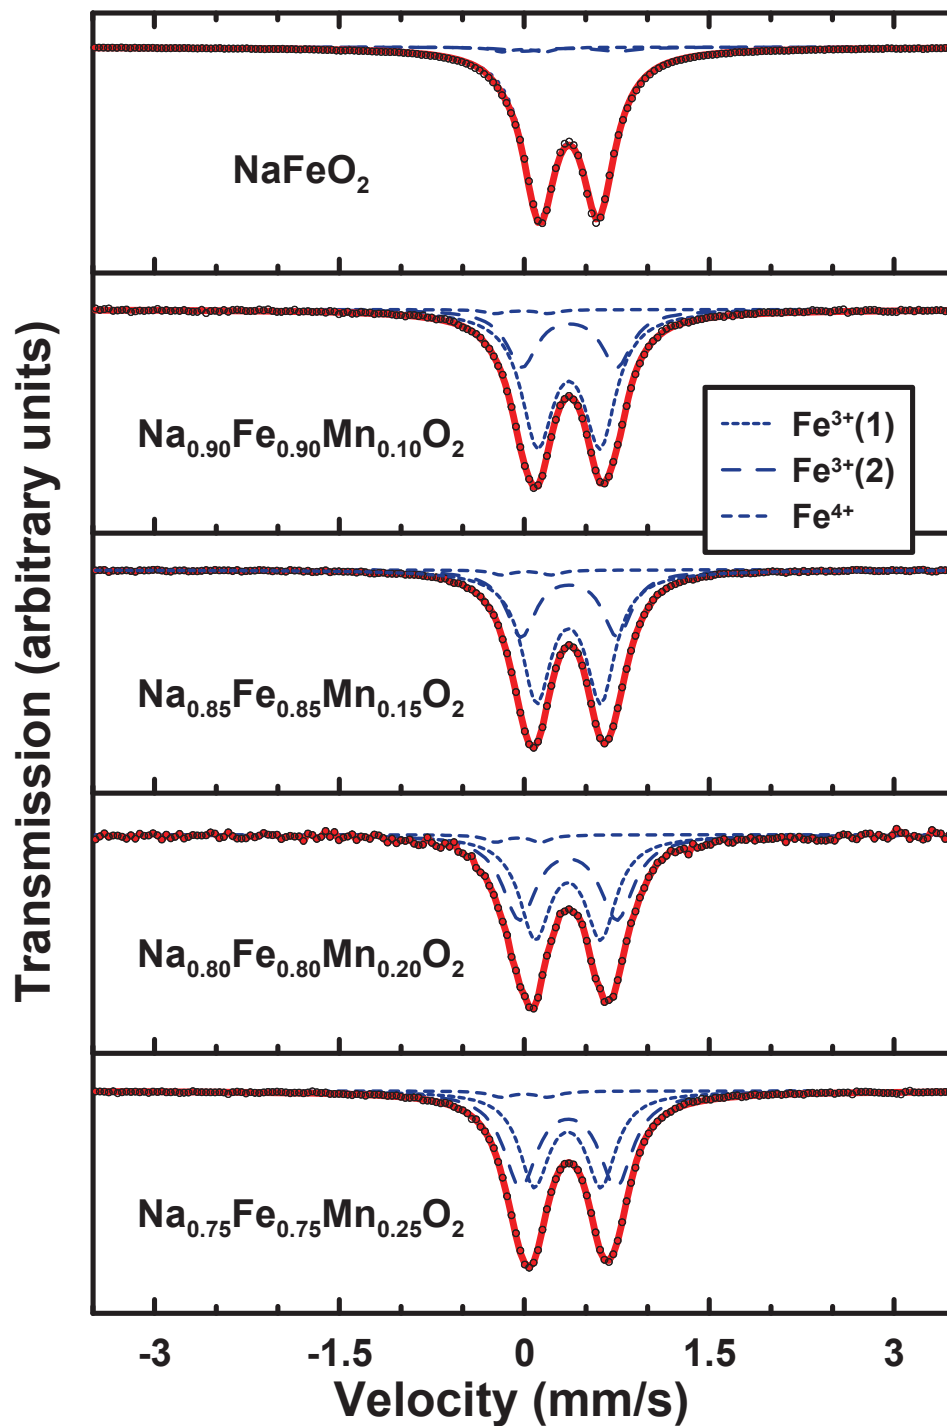 Transmission (arbitrary units)
NaFeO₂
Na₀.₉₀Fe₀.₉₀Mn₀.₁₀O₂
Fe³⁺(1)
Fe³⁺(2)
Fe⁴⁺
Na₀.₈₅Fe₀.₈₅Mn₀.₁₅O₂
Na₀.₈₀Fe₀.₈₀Mn₀.₂₀O₂
Na₀.₇₅Fe₀.₇₅Mn₀.₂₅O₂
-3 -1.5 0 1.5 3
Velocity (mm/s)